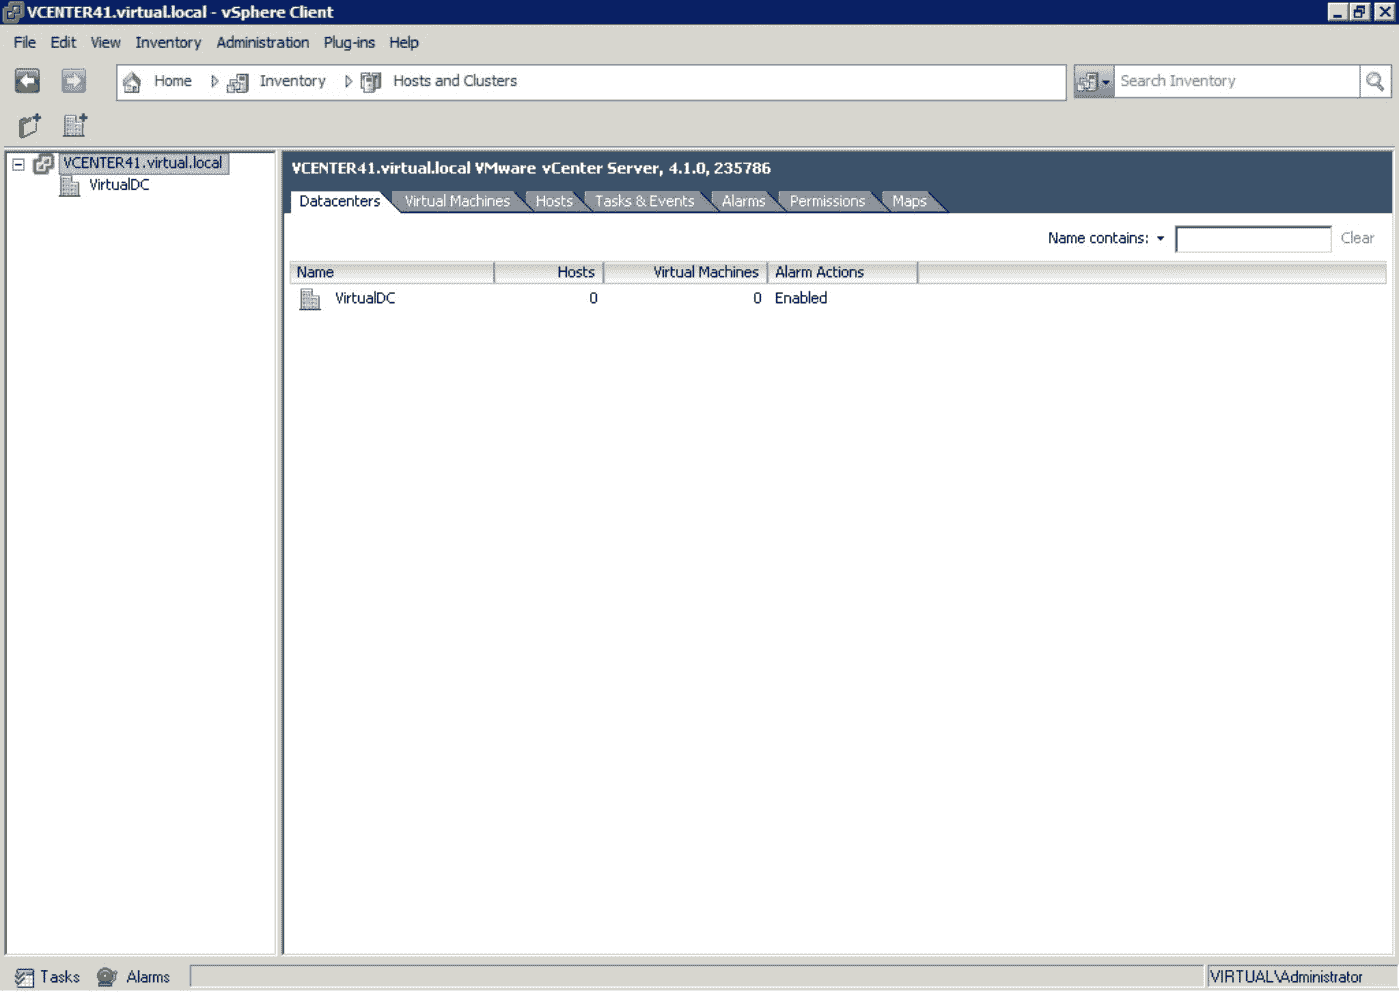 VCENTER41.virtual.local - vSphere Client
File Edit View Inventory Administration Plug-ins Help
Home Inventory Hosts and Clusters Search Inventory
VCENTER41.virtual.local
VirtualDC
VCENTER41.virtual.local VMware vCenter Server, 4.1.0, 235786
Datacenters Virtual Machines Hosts Tasks & Events Alarms Permissions Maps
Name contains: Clear
Name Hosts Virtual Machines Alarm Actions
VirtualDC 0 0 Enabled
Tasks Alarms VIRTUAL\Administrator